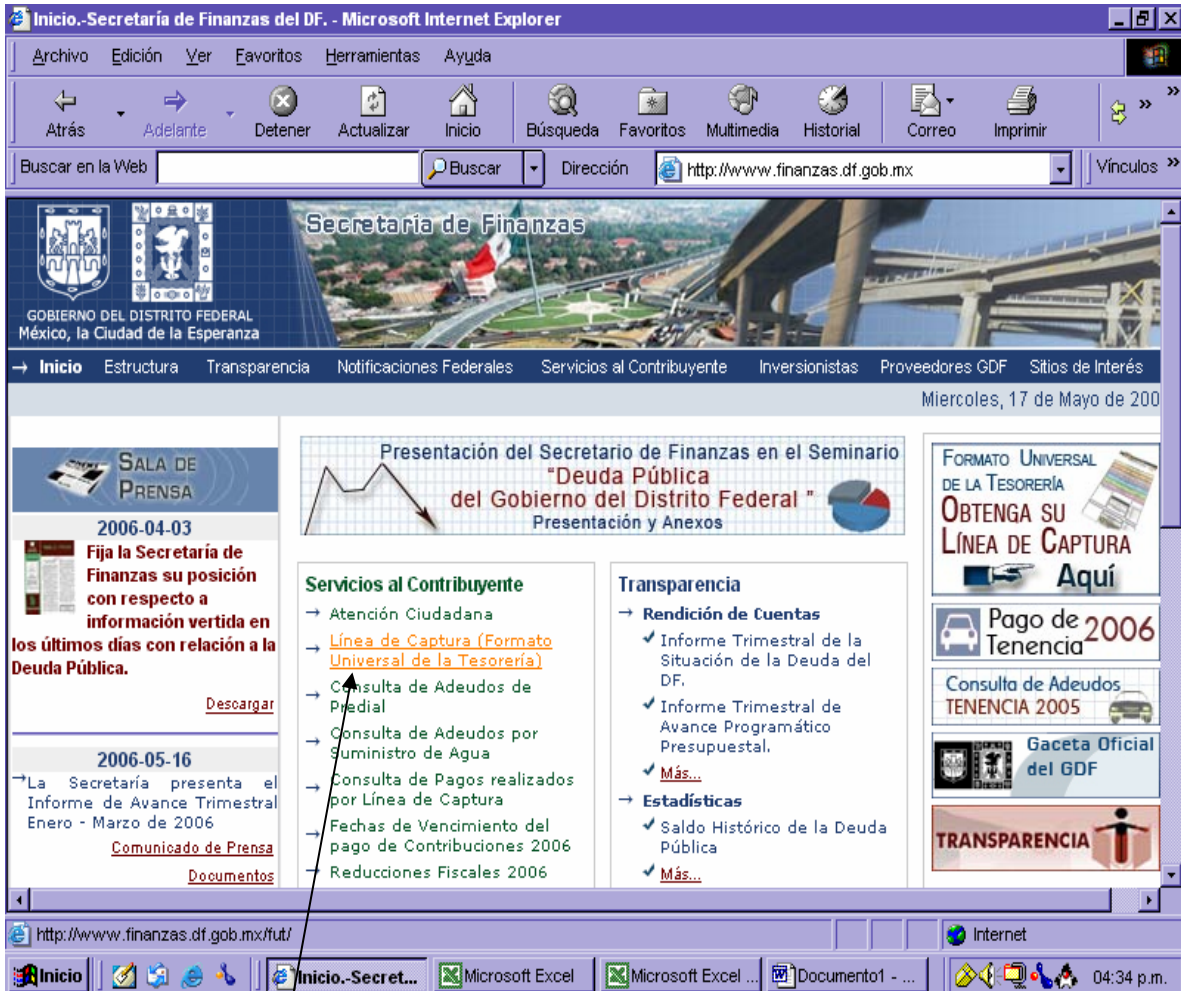 Inicio.-Secretaría de Finanzas del DF. - Microsoft Internet Explorer
Archivo Edición Ver Favoritos Herramientas Ayuda
Atrás Adelante Detener Actualizar Inicio Búsqueda Favoritos Multimedia Historial Correo Imprimir
Buscar en la Web Buscar Dirección http://www.finanzas.df.gob.mx Vínculos
Secretaría de Finanzas
GOBIERNO DEL DISTRITO FEDERAL
México, la Ciudad de la Esperanza
→ Inicio Estructura Transparencia Notificaciones Federales Servicios al Contribuyente Inversionistas Proveedores GDF Sitios de Interés
Miercoles, 17 de Mayo de 200
SALA DE
PRENSA
2006-04-03
Fija la Secretaría de
Finanzas su posición
con respecto a
información vertida en
los últimos días con relación a la
Deuda Pública.
Descargar
2006-05-16
→La Secretaría presenta el
Informe de Avance Trimestral
Enero - Marzo de 2006
Comunicado de Prensa
Documentos
Presentación del Secretario de Finanzas en el Seminario
"Deuda Pública
del Gobierno del Distrito Federal "
Presentación y Anexos
Servicios al Contribuyente
→ Atención Ciudadana
→ Línea de Captura (Formato
Universal de la Tesorería)
→ Consulta de Adeudos de
Predial
→ Consulta de Adeudos por
Suministro de Agua
→ Consulta de Pagos realizados
por Línea de Captura
→ Fechas de Vencimiento del
pago de Contribuciones 2006
→ Reducciones Fiscales 2006
Transparencia
→ Rendición de Cuentas
✔ Informe Trimestral de la
Situación de la Deuda del
DF.
✔ Informe Trimestral de
Avance Programático
Presupuestal.
✔ Más...
→ Estadísticas
✔ Saldo Histórico de la Deuda
Pública
✔ Más...
FORMATO UNIVERSAL
DE LA TESORERÍA
OBTENGA SU
LÍNEA DE CAPTURA
Aquí
Pago de 2006
Tenencia
Consulta de Adeudos
TENENCIA 2005
Gaceta Oficial
del GDF
TRANSPARENCIA
http://www.finanzas.df.gob.mx/fut/ Internet
Inicio Inicio.-Secret... Microsoft Excel Microsoft Excel ... Documento1 - ... 04:34 p.m.